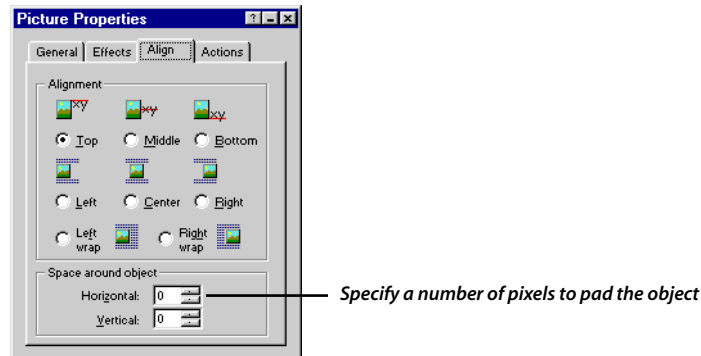 Picture Properties
General Effects Align Actions
Alignment
xy xy xy
Top Middle Bottom
Left Center Right
Left wrap Right wrap
Space around object
Horizontal: 0 Specify a number of pixels to pad the object
Vertical: 0